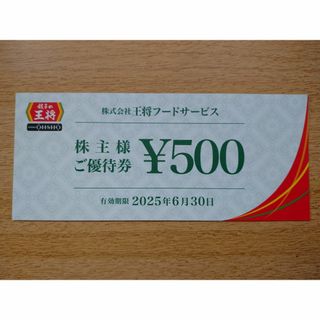 餃子の
王将
OHSHO
株式会社 王将フードサービス
株主様
ご優待券
¥500
有効期限 2025年6月30日